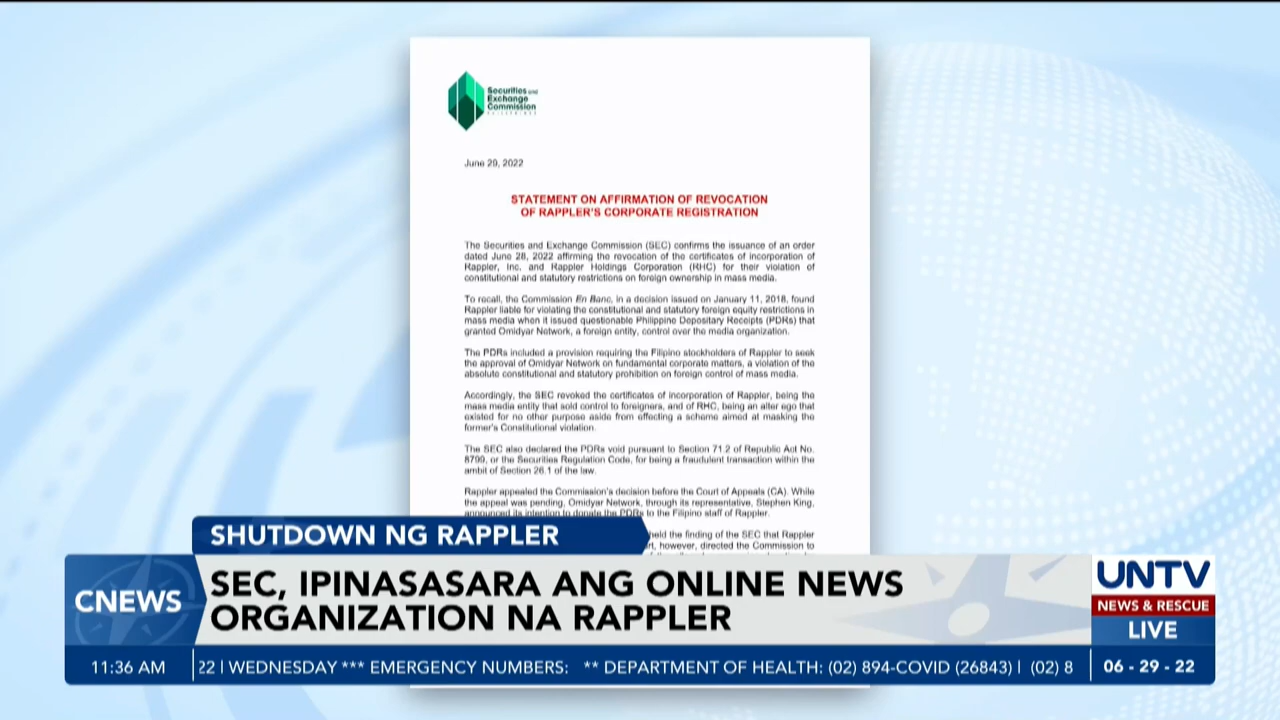 Securities and
Exchange
Commission
PHILIPPINES
June 29, 2022
STATEMENT ON AFFIRMATION OF REVOCATION
OF RAPPLER'S CORPORATE REGISTRATION
The Securities and Exchange Commission (SEC) confirms the issuance of an order
dated June 28, 2022 affirming the revocation of the certificates of incorporation of
Rappler, Inc. and Rappler Holdings Corporation (RHC) for their violation of
constitutional and statutory restrictions on foreign ownership in mass media.
To recall, the Commission En Banc, in a decision issued on January 11, 2018, found
Rappler liable for violating the constitutional and statutory foreign equity restrictions in
mass media when it issued questionable Philippine Depositary Receipts (PDRs) that
granted Omidyar Network, a foreign entity, control over the media organization.
The PDRs included a provision requiring the Filipino stockholders of Rappler to seek
the approval of Omidyar Network on fundamental corporate matters, a violation of the
absolute constitutional and statutory prohibition on foreign control of mass media.
Accordingly, the SEC revoked the certificates of incorporation of Rappler, being the
mass media entity that sold control to foreigners, and of RHC, being an alter ego that
existed for no other purpose aside from effecting a scheme aimed at masking the
former's Constitutional violation.
The SEC also declared the PDRs void pursuant to Section 71.2 of Republic Act No.
8799, or the Securities Regulation Code, for being a fraudulent transaction within the
ambit of Section 26.1 of the law.
Rappler appealed the Commission's decision before the Court of Appeals (CA). While
the appeal was pending, Omidyar Network, through its representative, Stephen King,
announced its intention to donate the PDRs to the Filipino staff of Rappler.
held the finding of the SEC that Rappler
however, directed the Commission to
SHUTDOWN NG RAPPLER
CNEWS
SEC, IPINASASARA ANG ONLINE NEWS
ORGANIZATION NA RAPPLER
UNTV
NEWS & RESCUE
LIVE
11:36 AM
22 | WEDNESDAY *** EMERGENCY NUMBERS: ** DEPARTMENT OF HEALTH: (02) 894-COVID (26843) | (02) 8
06 - 29 - 22